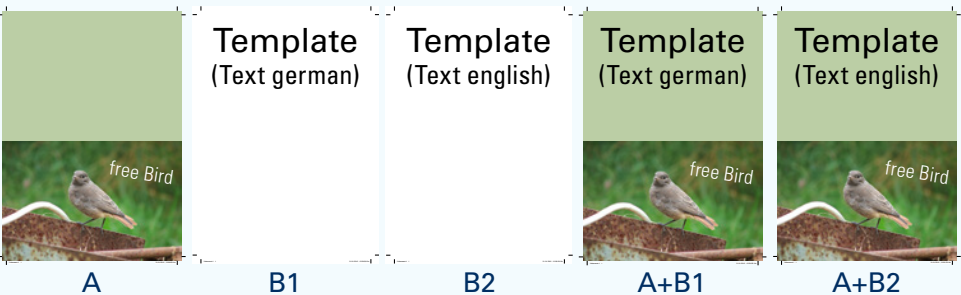 free Bird
Template
(Text german)
Template
(Text english)
Template
(Text german)
free Bird
Template
(Text english)
free Bird
A
B1
B2
A+B1
A+B2